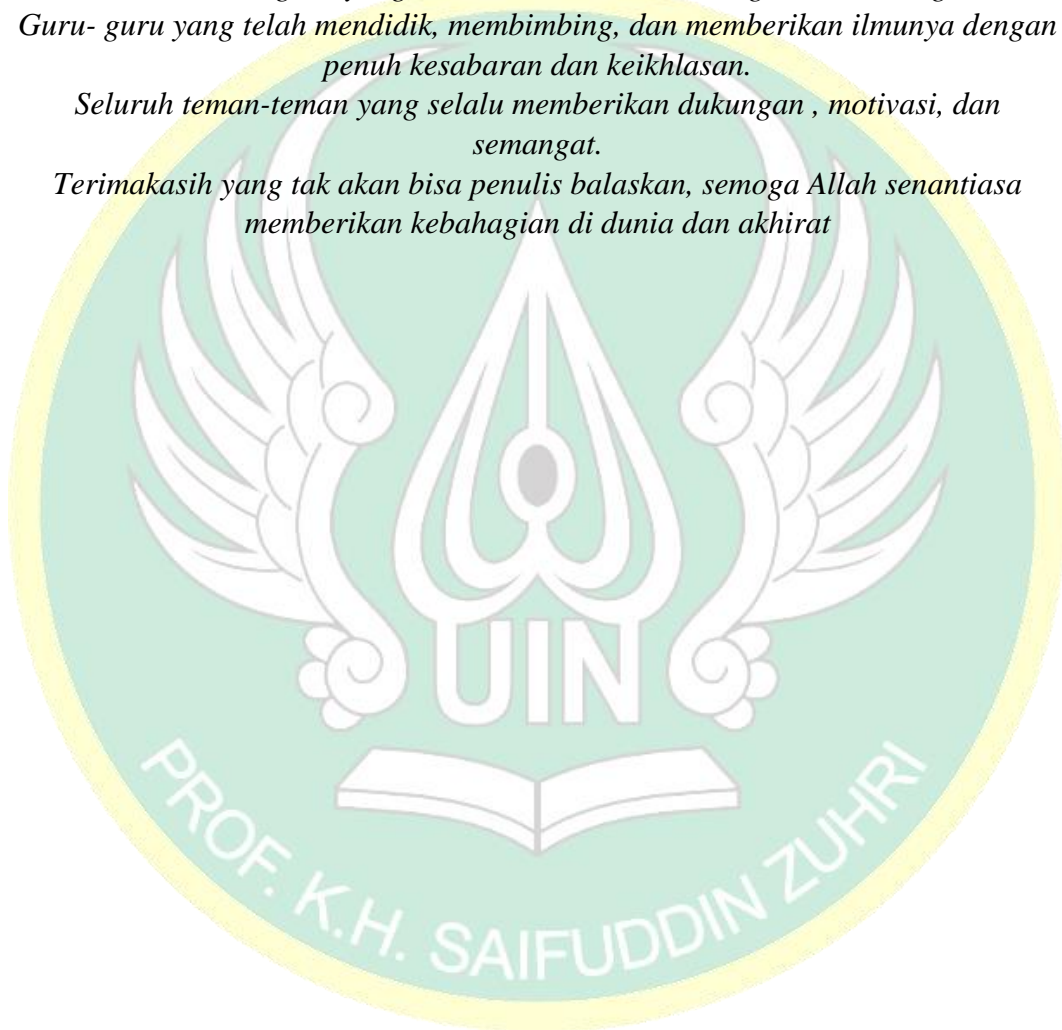 Guru- guru yang telah mendidik, membimbing, dan memberikan ilmunya dengan
penuh kesabaran dan keikhlasan.
Seluruh teman-teman yang selalu memberikan dukungan , motivasi, dan
semangat.
Terimakasih yang tak akan bisa penulis balaskan, semoga Allah senantiasa
memberikan kebahagian di dunia dan akhirat
UIN
PROF. K.H. SAIFUDDIN ZUHRI